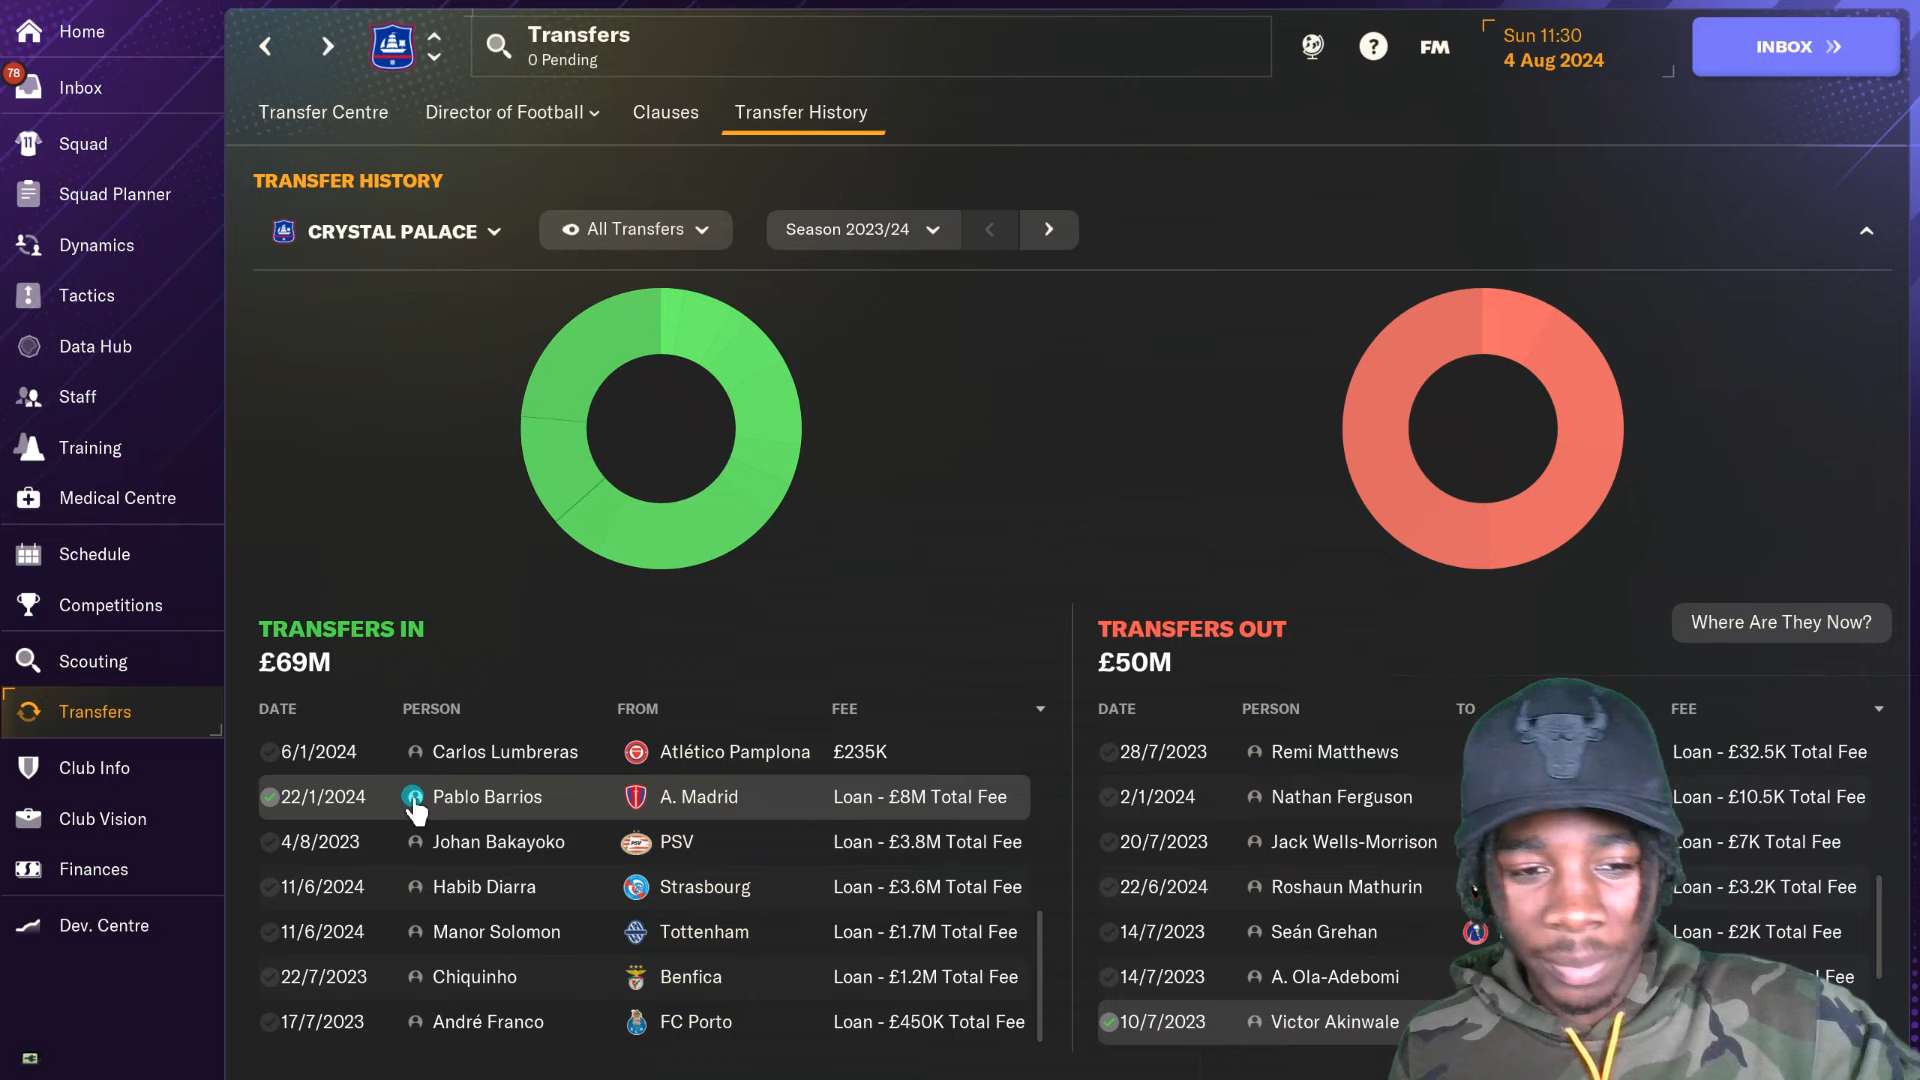 Home
78
Inbox
11
Squad
Squad Planner
Dynamics
Tactics
Data Hub
Staff
Training
Medical Centre
Schedule
Competitions
Scouting
Transfers
Club Info
Club Vision
Finances
Dev. Centre
Transfers
0 Pending
?
FM
Sun 11:30
4 Aug 2024
INBOX
Transfer Centre
Director of Football
Clauses
Transfer History
TRANSFER HISTORY
CRYSTAL PALACE
All Transfers
Season 2023/24
TRANSFERS IN
£69M
DATE PERSON FROM FEE
6/1/2024 Carlos Lumbreras Atlético Pamplona £235K
22/1/2024 Pablo Barrios A. Madrid Loan - £8M Total Fee
4/8/2023 Johan Bakayoko PSV Loan - £3.8M Total Fee
11/6/2024 Habib Diarra Strasbourg Loan - £3.6M Total Fee
11/6/2024 Manor Solomon Tottenham Loan - £1.7M Total Fee
22/7/2023 Chiquinho Benfica Loan - £1.2M Total Fee
17/7/2023 André Franco FC Porto Loan - £450K Total Fee
TRANSFERS OUT
£50M
Where Are They Now?
DATE PERSON TO FEE
28/7/2023 Remi Matthews Loan - £32.5K Total Fee
2/1/2024 Nathan Ferguson Loan - £10.5K Total Fee
20/7/2023 Jack Wells-Morrison Loan - £7K Total Fee
22/6/2024 Roshaun Mathurin Loan - £3.2K Total Fee
14/7/2023 Seán Grehan Loan - £2K Total Fee
14/7/2023 A. Ola-Adebomi Fee
10/7/2023 Victor Akinwale